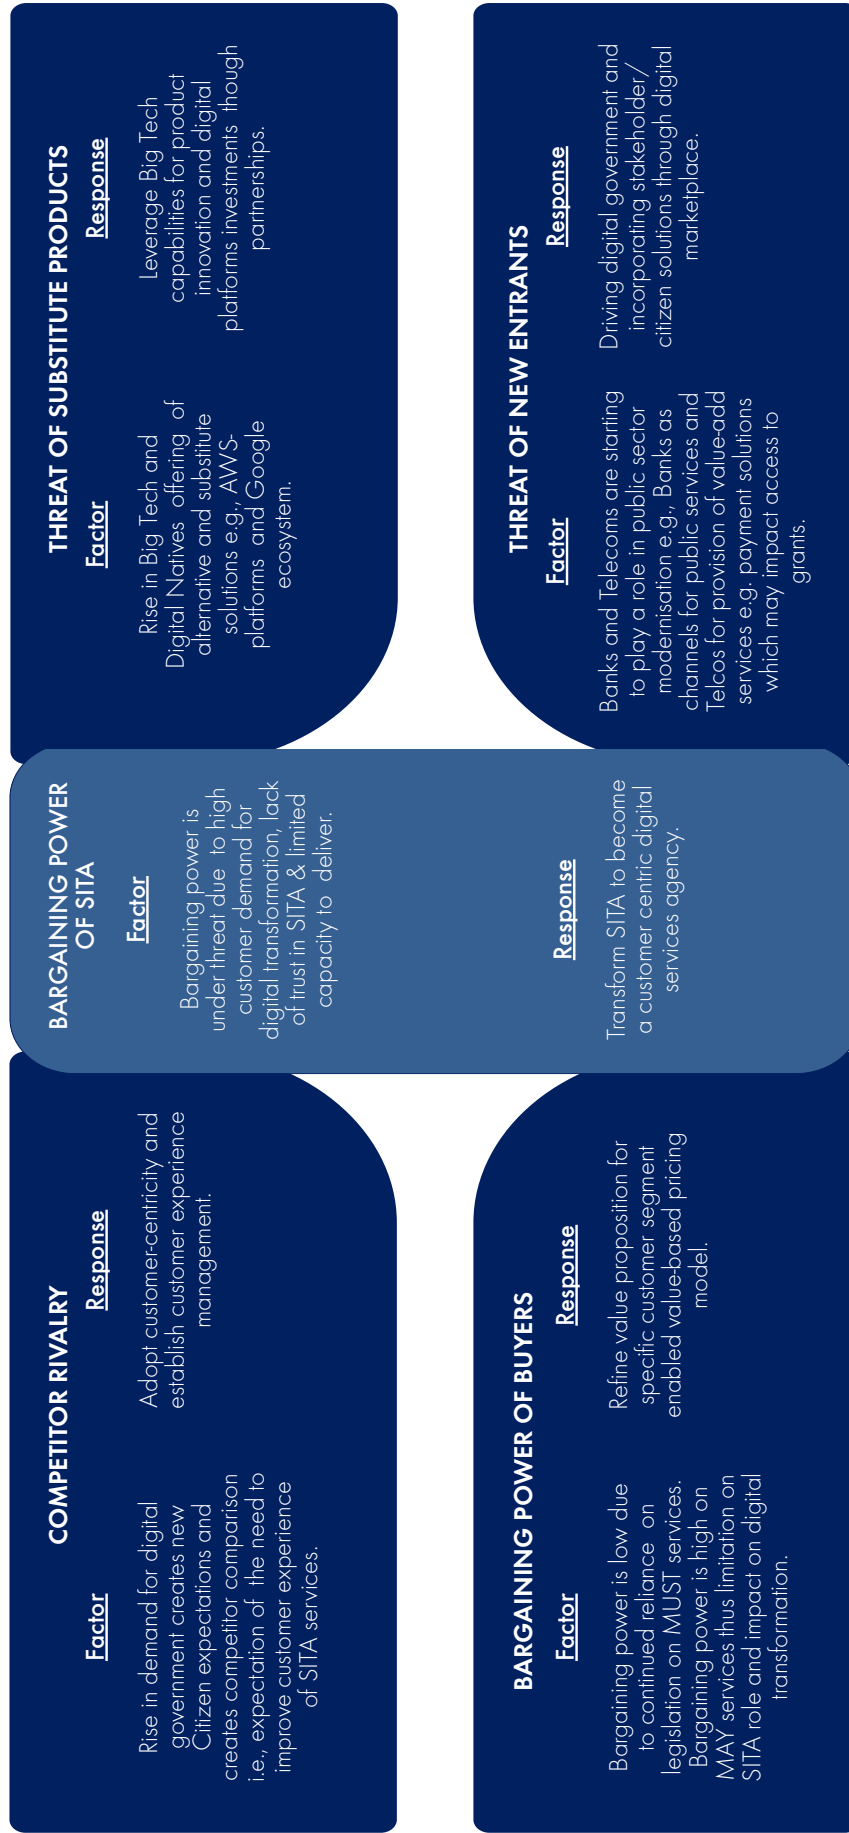 COMPETITOR RIVALRY
Factor
Rise in demand for digital
government creates new
Citizen expectations and
creates competitor comparison
i.e., expectation of the need to
improve customer experience
of SITA services.
Response
Adopt customer-centricity and
establish customer experience
management.
BARGAINING POWER
OF SITA
Factor
Bargaining power is
under threat due to high
customer demand for
digital transformation, lack
of trust in SITA & limited
capacity to deliver.
Response
Transform SITA to become
a customer centric digital
services agency.
THREAT OF SUBSTITUTE PRODUCTS
Factor
Rise in Big Tech and
Digital Natives offering of
alternative and substitute
solutions e.g., AWS-
platforms and Google
ecosystem.
Response
Leverage Big Tech
capabilities for product
innovation and digital
platforms investments though
partnerships.
BARGAINING POWER OF BUYERS
Factor
Bargaining power is low due
to continued reliance on
legislation on MUST services.
Bargaining power is high on
MAY services thus limitation on
SITA role and impact on digital
transformation.
Response
Refine value proposition for
specific customer segment
enabled value-based pricing
model.
THREAT OF NEW ENTRANTS
Factor
Banks and Telecoms are starting
to play a role in public sector
modernisation e.g., Banks as
channels for public services and
Telcos for provision of value-add
services e.g. payment solutions
which may impact access to
grants.
Response
Driving digital government and
incorporating stakeholder/
citizen solutions through digital
marketplace.